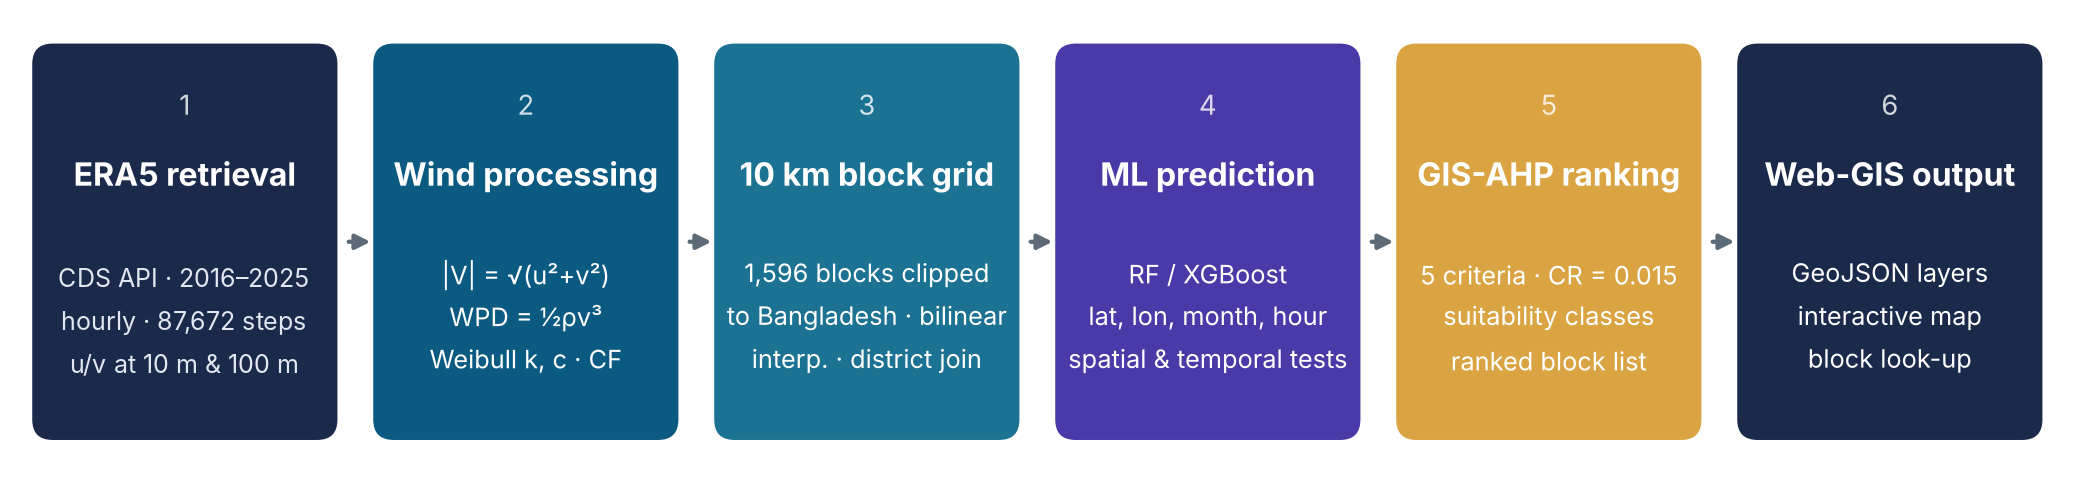 1
ERA5 retrieval
CDS API · 2016–2025
hourly · 87,672 steps
u/v at 10 m & 100 m
2
Wind processing
|V| = √(u²+v²)
WPD = ½ρv³
Weibull k, c · CF
3
10 km block grid
1,596 blocks clipped
to Bangladesh · bilinear
interp. · district join
4
ML prediction
RF / XGBoost
lat, lon, month, hour
spatial & temporal tests
5
GIS-AHP ranking
5 criteria · CR = 0.015
suitability classes
ranked block list
6
Web-GIS output
GeoJSON layers
interactive map
block look-up